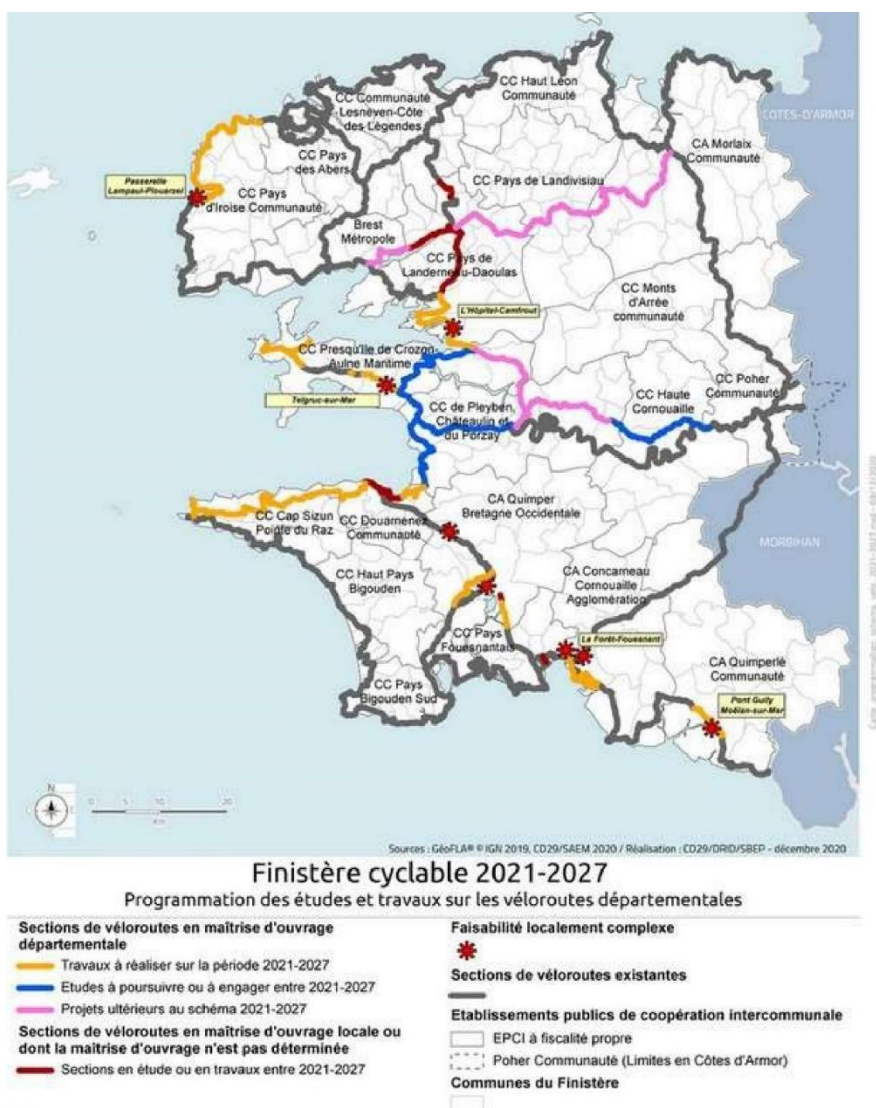 CC Haut Léon
Communauté
CC Communauté
Lesneven-Côte
des Légendes
COTES-D'ARMOR
CA Morlaix
Communauté
CC Pays
des Abers
CC Pays de Landivisiau
Passerelle
Lampaul-Plouarzel
CC Pays
d'Iroise Communauté
Brest
Métropole
CC Pays de
Landerneau-Daoulas
CC Monts
d'Arrée
communauté
L'Hôpital-Camfrout
CC Presqu'île de Crozon-
Aulne Maritime
CC Poher
Communauté
CC Haute
Cornouaille
Telgruc-sur-Mer
CC de Pleyben,
Châteaulin et
du Porzay
CA Quimper
Bretagne Occidentale
CC Cap Sizun
Pointe du Raz
CC Douarnenez
Communauté
MORBIHAN
CC Haut Pays
Bigouden
CA Concarneau
Cornouaille
Agglomération
CC Pays
Fouesnantais
La Forêt-Fouesnant
CA Quimperlé
Communauté
CC Pays
Bigouden Sud
Pont Guily
Moëlan-sur-Mer
N
0 5 10 20
Km
Sources : GéoFLA® © IGN 2019, CD29/SAEM 2020 / Réalisation : CD29/DRID/SBEP - décembre 2020
Finistère cyclable 2021-2027
Programmation des études et travaux sur les véloroutes départementales
Sections de véloroutes en maîtrise d'ouvrage
départementale
Travaux à réaliser sur la période 2021-2027
Etudes à poursuivre ou à engager entre 2021-2027
Projets ultérieurs au schéma 2021-2027
Sections de véloroutes en maîtrise d'ouvrage locale ou
dont la maîtrise d'ouvrage n'est pas déterminée
Sections en étude ou en travaux entre 2021-2027
Faisabilité localement complexe
Sections de véloroutes existantes
Etablissements publics de coopération intercommunale
EPCI à fiscalité propre
Poher Communauté (Limites en Côtes d'Armor)
Communes du Finistère